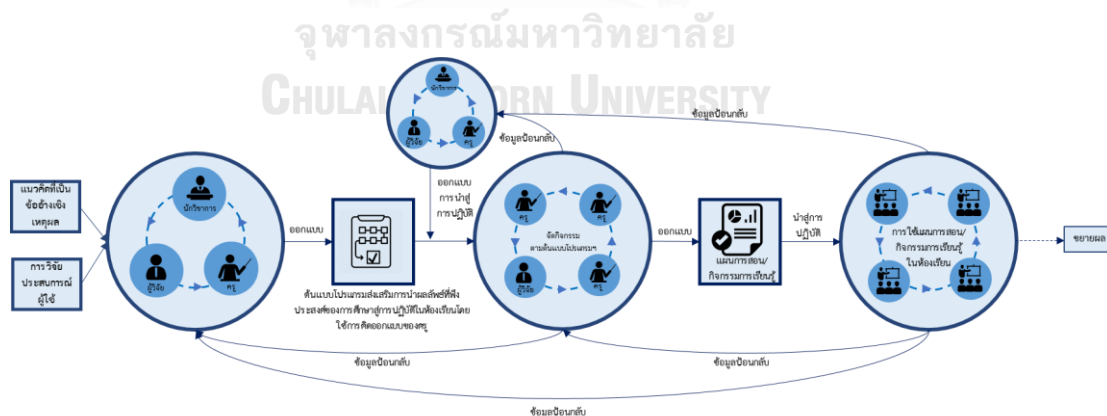 จุฬาลงกรณ์มหาวิทยาลัย
CHULALONGKORN UNIVERSITY
นักวิชาการ
ผู้วิจัย
ครู
ข้อมูลป้อนกลับ
ข้อมูลป้อนกลับ
แนวคิดที่เป็น
ข้ออ้างเชิง
เหตุผล
การวิจัย
ประสบการณ์
ผู้ใช้
นักวิชาการ
ผู้วิจัย
ครู
ออกแบบ
ต้นแบบโปรแกรมส่งเสริมการนำผลลัพธ์ที่พึง
ประสงค์ของการศึกษาสู่การปฏิบัติในห้องเรียนโดย
ใช้การคิดออกแบบของครู
ออกแบบ
การนำสู่
การปฏิบัติ
ครู
ครู
จัดกิจกรรม
ตามต้นแบบโปรแกรมฯ
ผู้วิจัย
ครู
ออกแบบ
แผนการสอน/
กิจกรรมการเรียนรู้
นำสู่การ
ปฏิบัติ
การใช้แผนการสอน/
กิจกรรมการเรียนรู้
ในห้องเรียน
ขยายผล
ข้อมูลป้อนกลับ
ข้อมูลป้อนกลับ
ข้อมูลป้อนกลับ